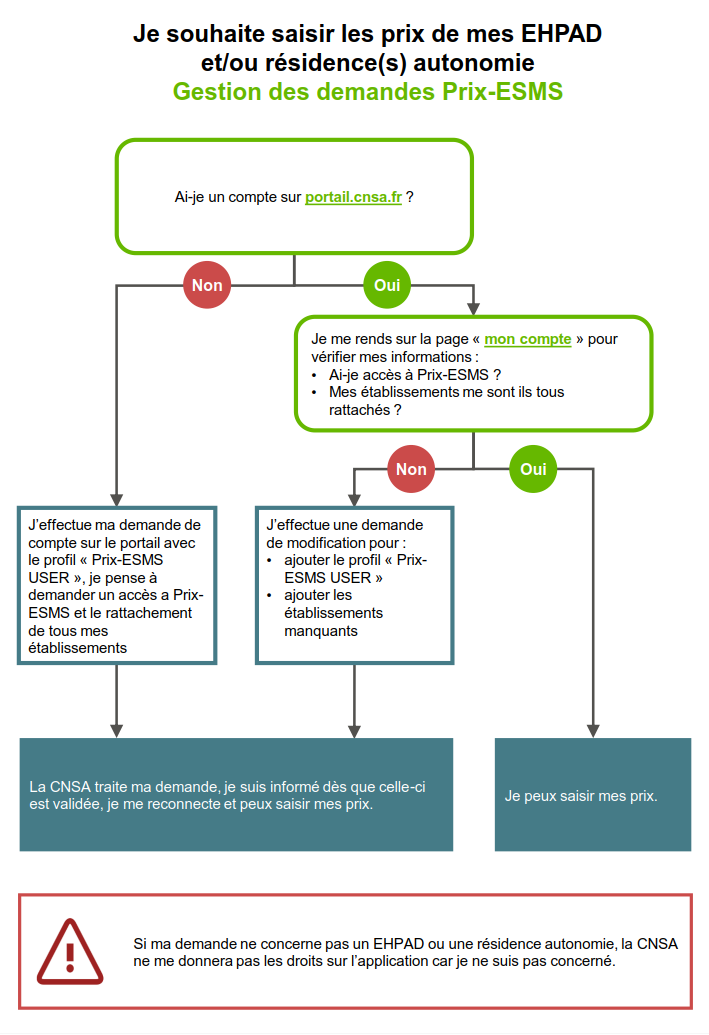 Je souhaite saisir les prix de mes EHPAD
et/ou résidence(s) autonomie
Gestion des demandes Prix-ESMS
Ai-je un compte sur portail.cnsa.fr ?
Non
Oui
Je me rends sur la page « mon compte » pour
vérifier mes informations :
• Ai-je accès à Prix-ESMS ?
• Mes établissements me sont ils tous
rattachés ?
Non
Oui
J’effectue ma demande de
compte sur le portail avec
le profil « Prix-ESMS
USER », je pense à
demander un accès a Prix-
ESMS et le rattachement
de tous mes
établissements
J’effectue une demande
de modification pour :
• ajouter le profil « Prix-
ESMS USER »
• ajouter les
établissements
manquants
La CNSA traite ma demande, je suis informé dès que celle-ci
est validée, je me reconnecte et peux saisir mes prix.
Je peux saisir mes prix.
Si ma demande ne concerne pas un EHPAD ou une résidence autonomie, la CNSA
ne me donnera pas les droits sur l’application car je ne suis pas concerné.